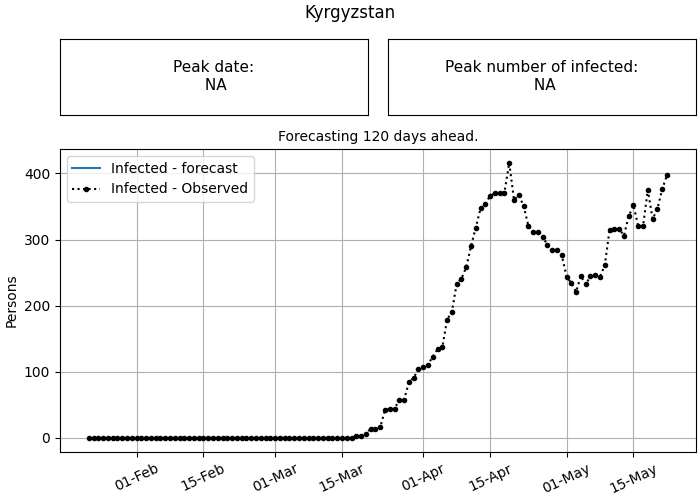 Kyrgyzstan
Peak date:
NA
Peak number of infected:
NA
Forecasting 120 days ahead.
Infected - forecast
Infected - Observed
Persons
400
300
200
100
0
01-Feb
15-Feb
01-Mar
15-Mar
01-Apr
15-Apr
01-May
15-May